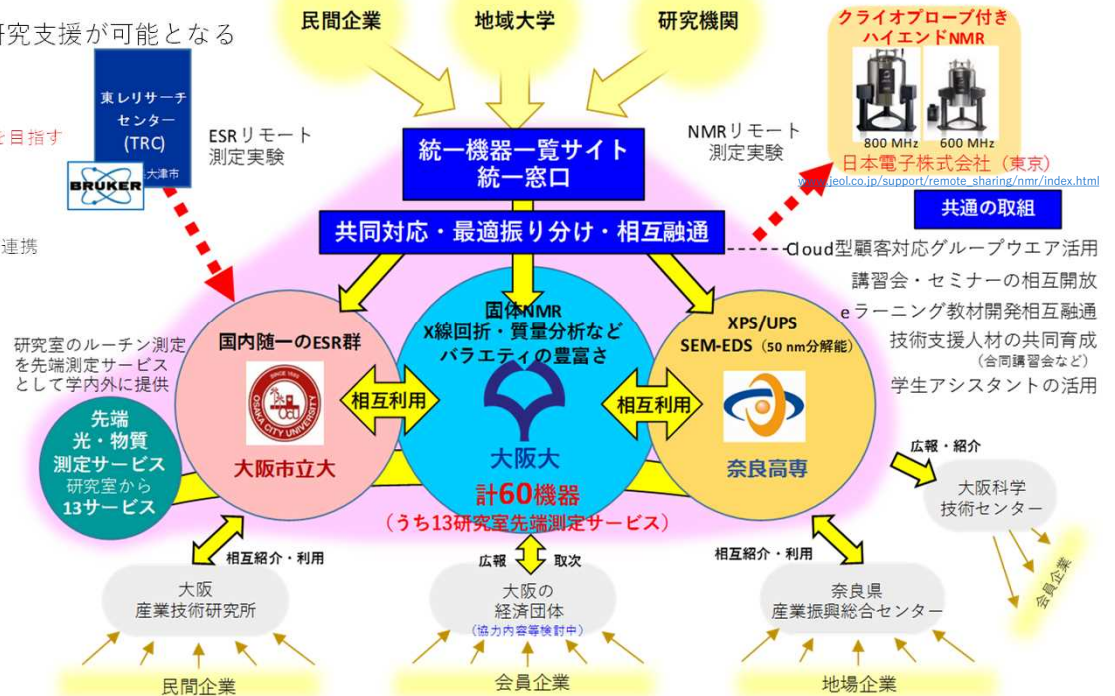 民間企業
地域大学
研究機関
究支援が可能となる
を目指す
連携
東レリサーチ
センター
(TRC)
大津市
BRUKER
ESRリモート
測定実験
統一機器一覧サイト
統一窓口
NMRリモート
測定実験
クライオプローブ付き
ハイエンドNMR
800 MHz
600 MHz
日本電子株式会社（東京）
jeol.co.jp/support/remote_sharing/nmr/index.html
共同対応・最適振り分け・相互融通
共通の取組
Cloud型顧客対応グループウエア活用
講習会・セミナーの相互開放
eラーニング教材開発相互融通
技術支援人材の共同育成
（合同講習会など）
学生アシスタントの活用
研究室のルーチン測定
を先端測定サービス
として学内外に提供
先端
光・物質
測定サービス
研究室から
13サービス
国内随一のESR群
SINCE 1880
OSAKA CITY UNIVERSITY
大阪市立大
相互利用
固体NMR
X線回折・質量分析など
バラエティの豊富さ
大阪大
計60機器
（うち13研究室先端測定サービス）
相互利用
XPS/UPS
SEM-EDS（50 nm分解能）
奈良高専
広報・紹介
大阪科学
技術センター
会員企業
相互紹介・利用
大阪
産業技術研究所
民間企業
広報
取次
大阪の
経済団体
（協力内容等検討中）
会員企業
相互紹介・利用
奈良県
産業振興総合センター
地場企業